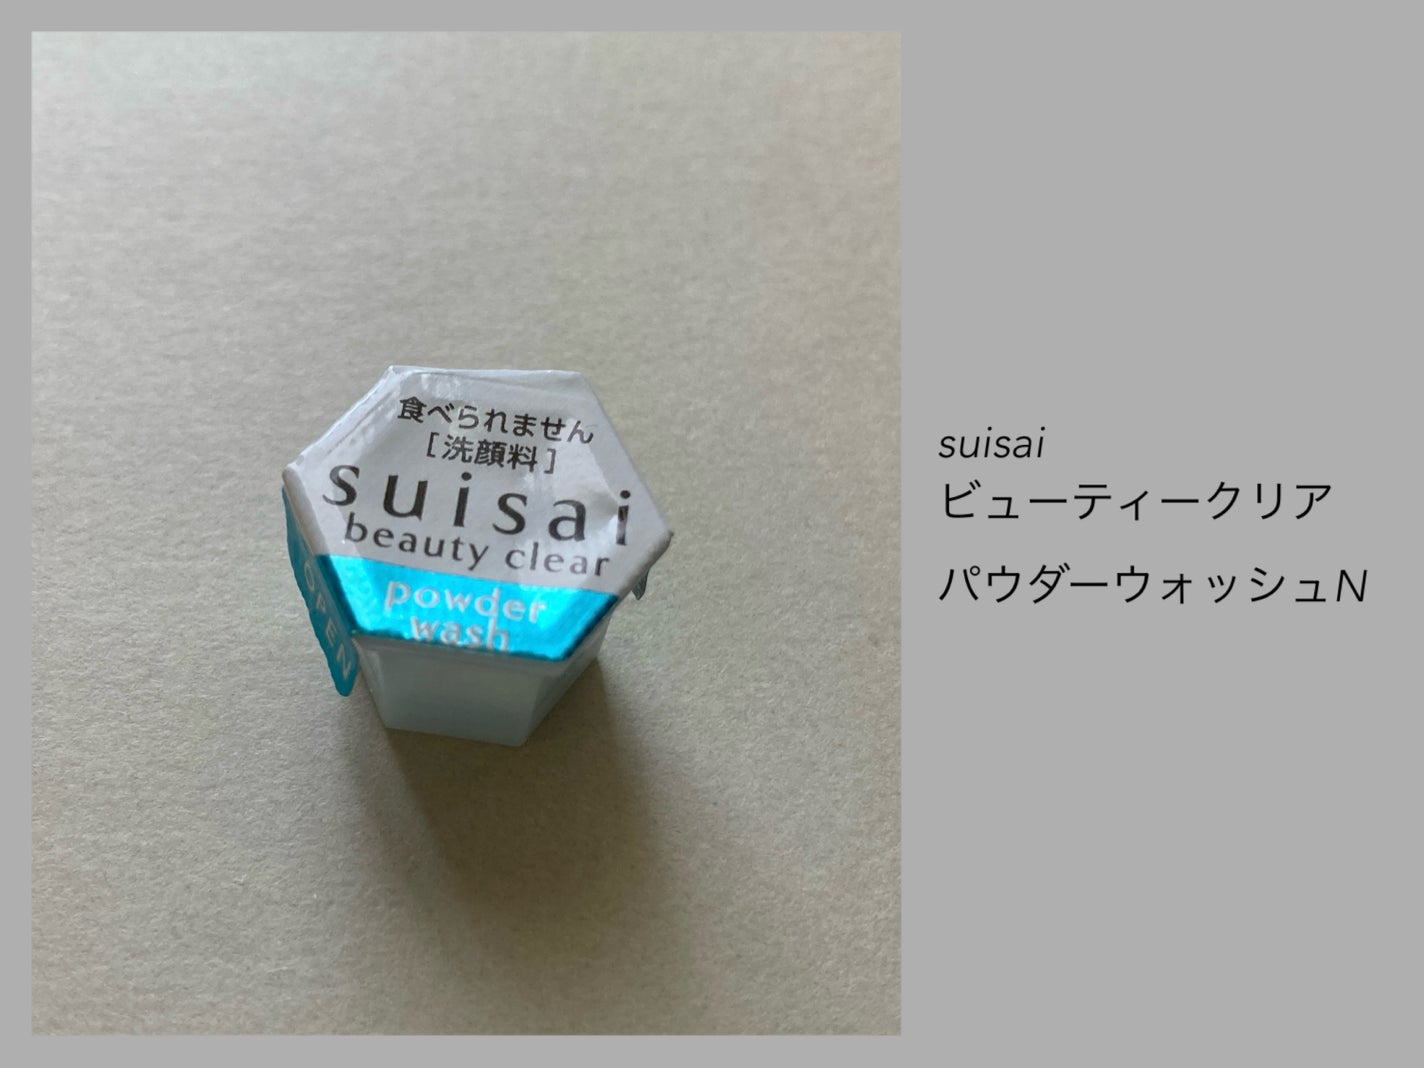 食べられません
[洗顔料]
suisai
beauty clear
powder
wash
OPEN
suisai
ビューティークリア
パウダーウォッシュN